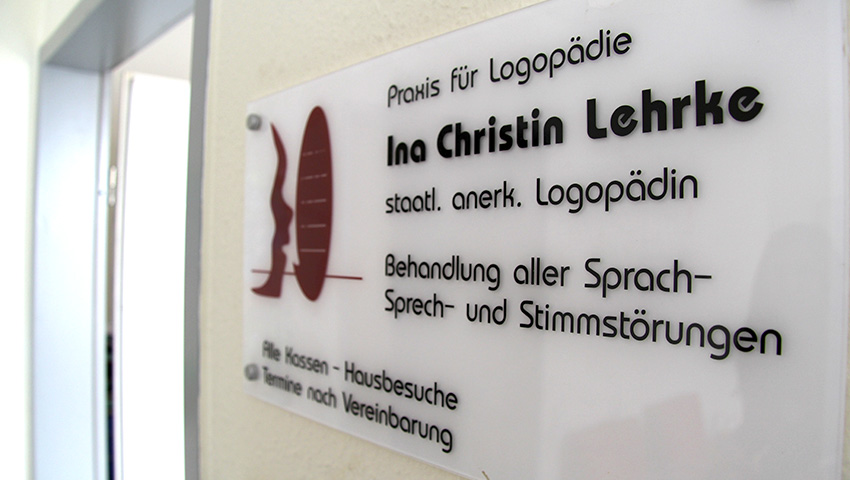 Praxis für Logopädie
Ina Christin Lehrke
staatl. anerk. Logopädin
Behandlung aller Sprach-
Sprech- und Stimmstörungen
Alle Kassen - Hausbesuche
Termine nach Vereinbarung